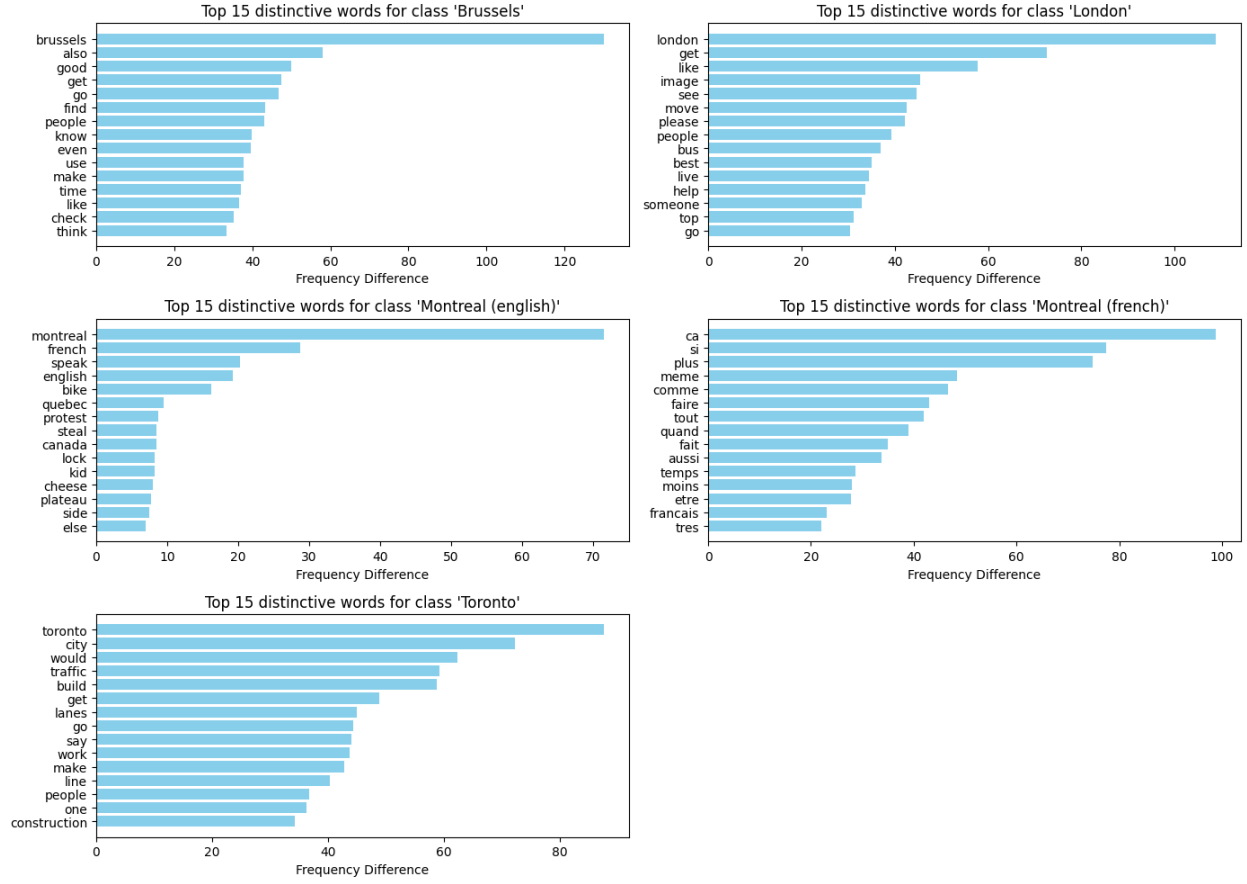 Top 15 distinctive words for class 'Brussels'
brussels
also
good
get
go
find
people
know
even
use
make
time
like
check
think
0 20 40 60 80 100 120
Frequency Difference
Top 15 distinctive words for class 'London'
london
get
like
image
see
move
please
people
bus
best
live
help
someone
top
go
0 20 40 60 80 100
Frequency Difference
Top 15 distinctive words for class 'Montreal (english)'
montreal
french
speak
english
bike
quebec
protest
steal
canada
lock
kid
cheese
plateau
side
else
0 10 20 30 40 50 60 70
Frequency Difference
Top 15 distinctive words for class 'Montreal (french)'
ca
si
plus
meme
comme
faire
tout
quand
fait
aussi
temps
moins
etre
francais
tres
0 20 40 60 80 100
Frequency Difference
Top 15 distinctive words for class 'Toronto'
toronto
city
would
traffic
build
get
lanes
go
say
work
make
line
people
one
construction
0 20 40 60 80
Frequency Difference